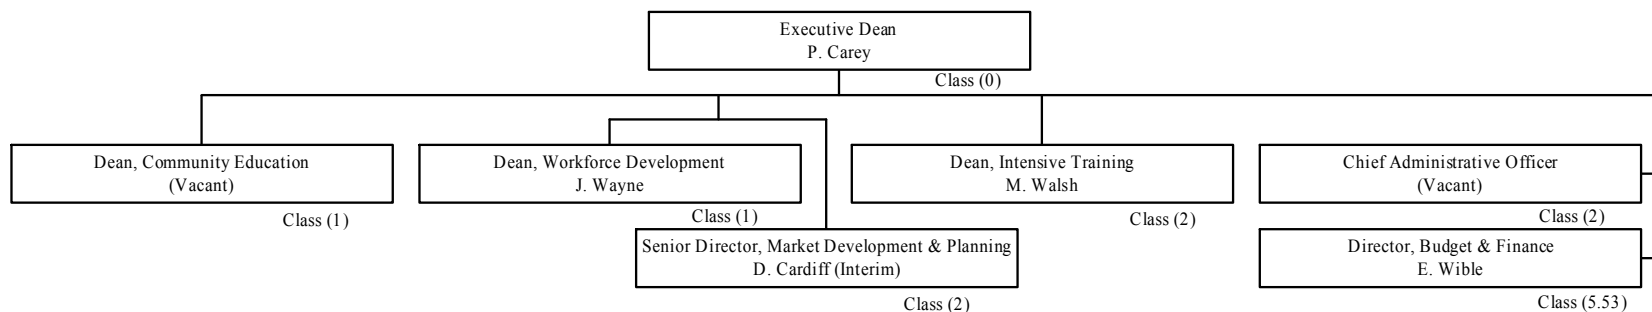 Executive Dean
P. Carey
Class (0)
Dean, Community Education
(Vacant)
Class (1)
Dean, Workforce Development
J. Wayne
Class (1)
Senior Director, Market Development & Planning
D. Cardiff (Interim)
Class (2)
Dean, Intensive Training
M. Walsh
Class (2)
Chief Administrative Officer
(Vacant)
Class (2)
Director, Budget & Finance
E. Wible
Class (5.53)